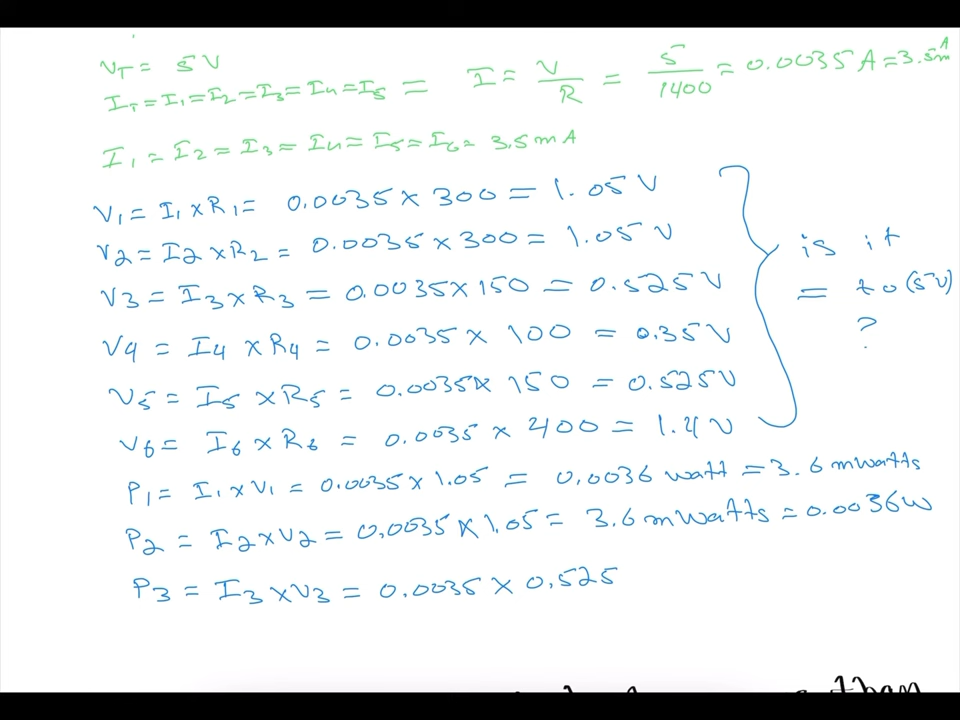 VT = 5V
IT = I1 = I2 = I3 = I4 = I5 = I = V/R = 5/1400 = 0.0035 A = 3.5 mA
I1 = I2 = I3 = I4 = I5 = I6 = 3.5 mA
V1 = I1 x R1 = 0.0035 x 300 = 1.05 V
V2 = I2 x R2 = 0.0035 x 300 = 1.05 V
V3 = I3 x R3 = 0.0035 x 150 = 0.525 V
V4 = I4 x R4 = 0.0035 x 100 = 0.35 V
V5 = I5 x R5 = 0.0035 x 150 = 0.525V
V6 = I6 x R6 = 0.0035 x 400 = 1.4 V
is it
= to (5V)
?
P1 = I1 x V1 = 0.0035 x 1.05 = 0.0036 watt = 3.6 mwatts
P2 = I2 x V2 = 0.0035 x 1.05 = 3.6 mWatts = 0.0036W
P3 = I3 x V3 = 0.0035 x 0.525
than